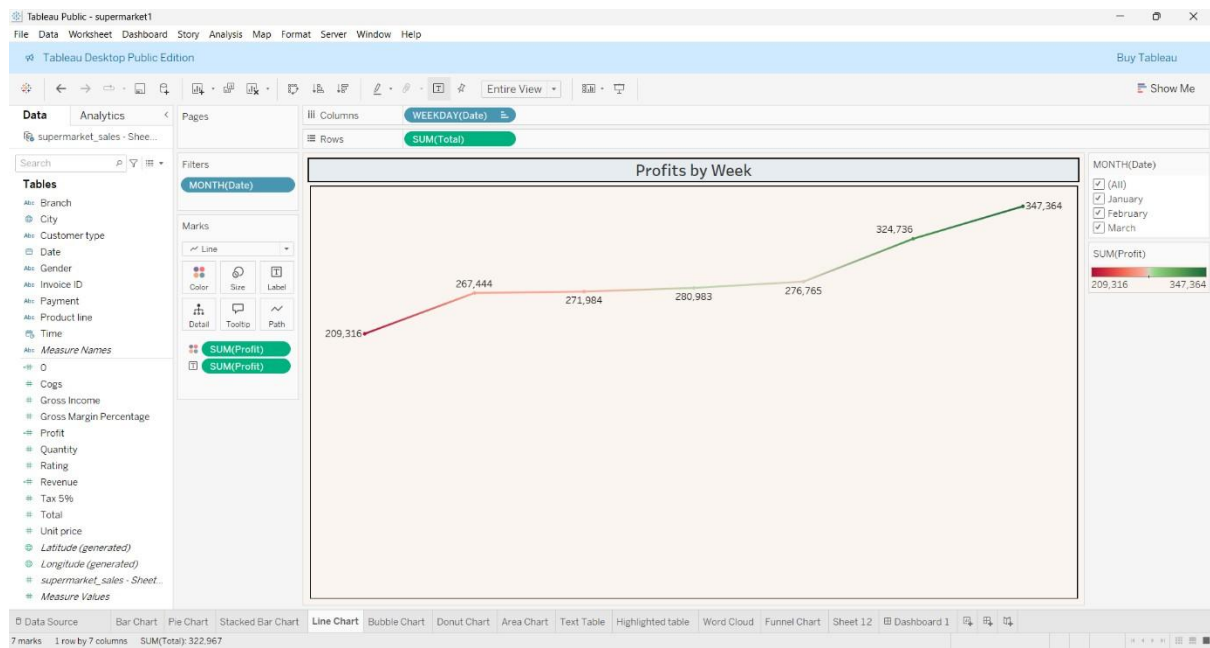 Tableau Public - supermarket1
File Data Worksheet Dashboard Story Analysis Map Format Server Window Help
Tableau Desktop Public Edition
Buy Tableau
Entire View
Show Me
Data Analytics
Pages
Columns
WEEKDAY(Date)
supermarket_sales - Shee...
Rows
SUM(Total)
Search
Filters
MONTH(Date)
Profits by Week
MONTH(Date)
(All)
January
February
March
Tables
Abc Branch
City
Abc Customer type
Date
Abc Gender
Abc Invoice ID
Abc Payment
Abc Product line
Time
Abc Measure Names
O
Cogs
Gross Income
Gross Margin Percentage
Profit
Quantity
Rating
Revenue
Tax 5%
Total
Unit price
Latitude (generated)
Longitude (generated)
supermarket_sales - Sheet...
Measure Values
Marks
Line
Color Size Label
Detail Tooltip Path
SUM(Profit)
SUM(Profit)
209,316
267,444
271,984
280,983
276,765
324,736
347,364
SUM(Profit)
209,316 347,364
Data Source Bar Chart Pie Chart Stacked Bar Chart Line Chart Bubble Chart Donut Chart Area Chart Text Table Highlighted table Word Cloud Funnel Chart Sheet 12 Dashboard 1
7 marks 1 row by 7 columns SUM(Total): 322.967